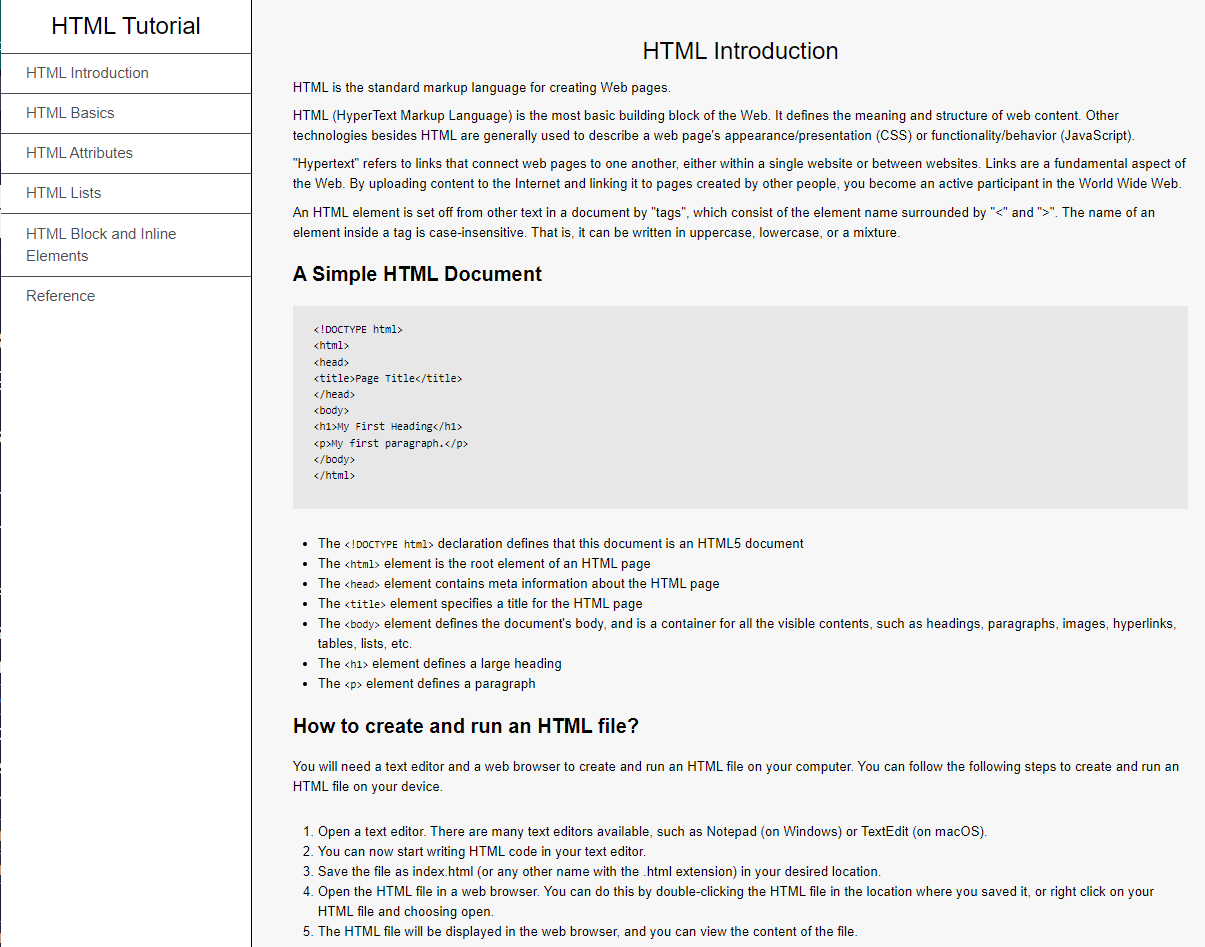 HTML Tutorial
HTML Introduction
HTML Basics
HTML Attributes
HTML Lists
HTML Block and Inline
Elements
Reference
HTML Introduction
HTML is the standard markup language for creating Web pages.
HTML (HyperText Markup Language) is the most basic building block of the Web. It defines the meaning and structure of web content. Other
technologies besides HTML are generally used to describe a web page's appearance/presentation (CSS) or functionality/behavior (JavaScript).
"Hypertext" refers to links that connect web pages to one another, either within a single website or between websites. Links are a fundamental aspect of
the Web. By uploading content to the Internet and linking it to pages created by other people, you become an active participant in the World Wide Web.
An HTML element is set off from other text in a document by "tags", which consist of the element name surrounded by "<" and ">". The name of an
element inside a tag is case-insensitive. That is, it can be written in uppercase, lowercase, or a mixture.
A Simple HTML Document
<!DOCTYPE html>
<html>
<head>
<title>Page Title</title>
</head>
<body>
<h1>My First Heading</h1>
<p>My first paragraph.</p>
</body>
</html>
• The <!DOCTYPE html> declaration defines that this document is an HTML5 document
• The <html> element is the root element of an HTML page
• The <head> element contains meta information about the HTML page
• The <title> element specifies a title for the HTML page
• The <body> element defines the document's body, and is a container for all the visible contents, such as headings, paragraphs, images, hyperlinks,
tables, lists, etc.
• The <h1> element defines a large heading
• The <p> element defines a paragraph
How to create and run an HTML file?
You will need a text editor and a web browser to create and run an HTML file on your computer. You can follow the following steps to create and run an
HTML file on your device.
1. Open a text editor. There are many text editors available, such as Notepad (on Windows) or TextEdit (on macOS).
2. You can now start writing HTML code in your text editor.
3. Save the file as index.html (or any other name with the .html extension) in your desired location.
4. Open the HTML file in a web browser. You can do this by double-clicking the HTML file in the location where you saved it, or right click on your
HTML file and choosing open.
5. The HTML file will be displayed in the web browser, and you can view the content of the file.